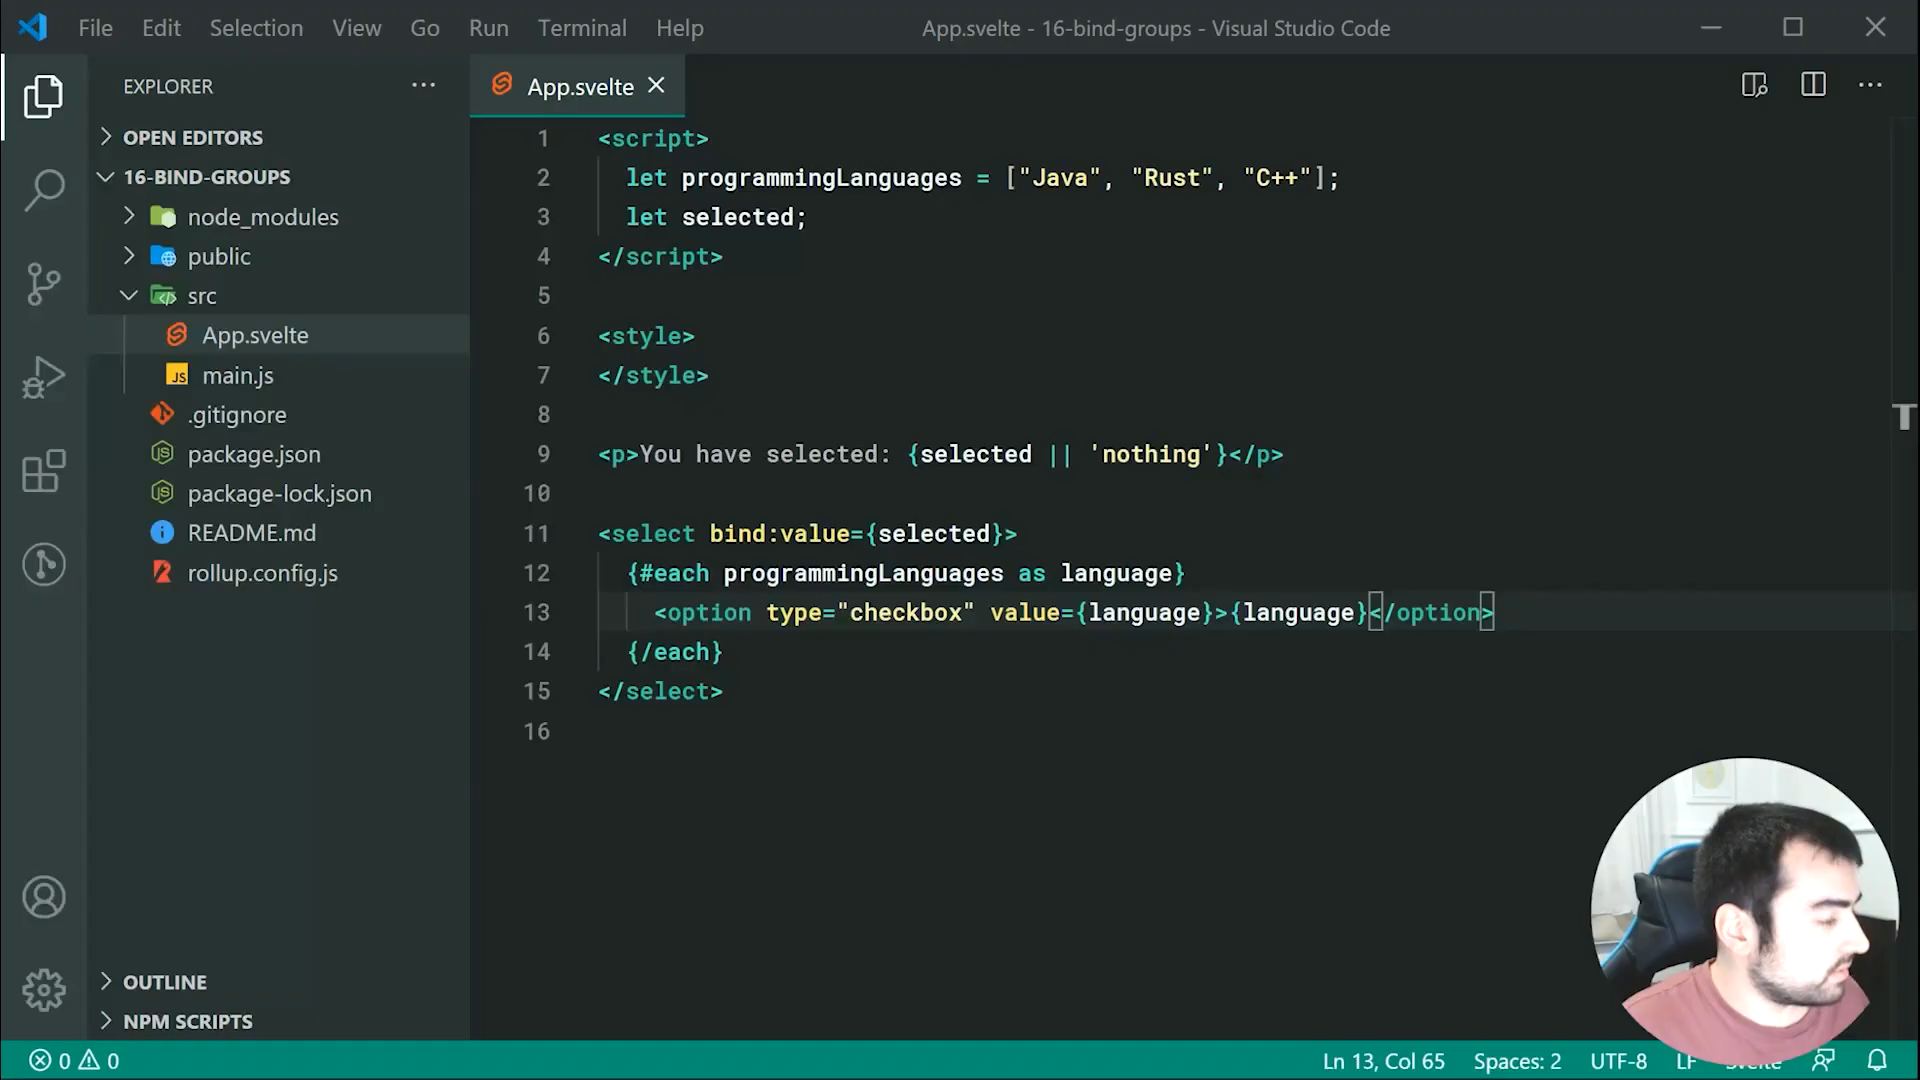 File Edit Selection View Go Run Terminal Help
App.svelte - 16-bind-groups - Visual Studio Code
EXPLORER
OPEN EDITORS
16-BIND-GROUPS
node_modules
public
src
App.svelte
JS main.js
.gitignore
package.json
package-lock.json
README.md
rollup.config.js
OUTLINE
NPM SCRIPTS
App.svelte
1 <script>
2 let programmingLanguages = ["Java", "Rust", "C++"];
3 let selected;
4 </script>
5
6 <style>
7 </style>
8
9 <p>You have selected: {selected || 'nothing'}</p>
10
11 <select bind:value={selected}>
12 {#each programmingLanguages as language}
13 <option type="checkbox" value={language}>{language}</option>
14 {/each}
15 </select>
16
0 0
Ln 13, Col 65 Spaces: 2 UTF-8 LF Svelte